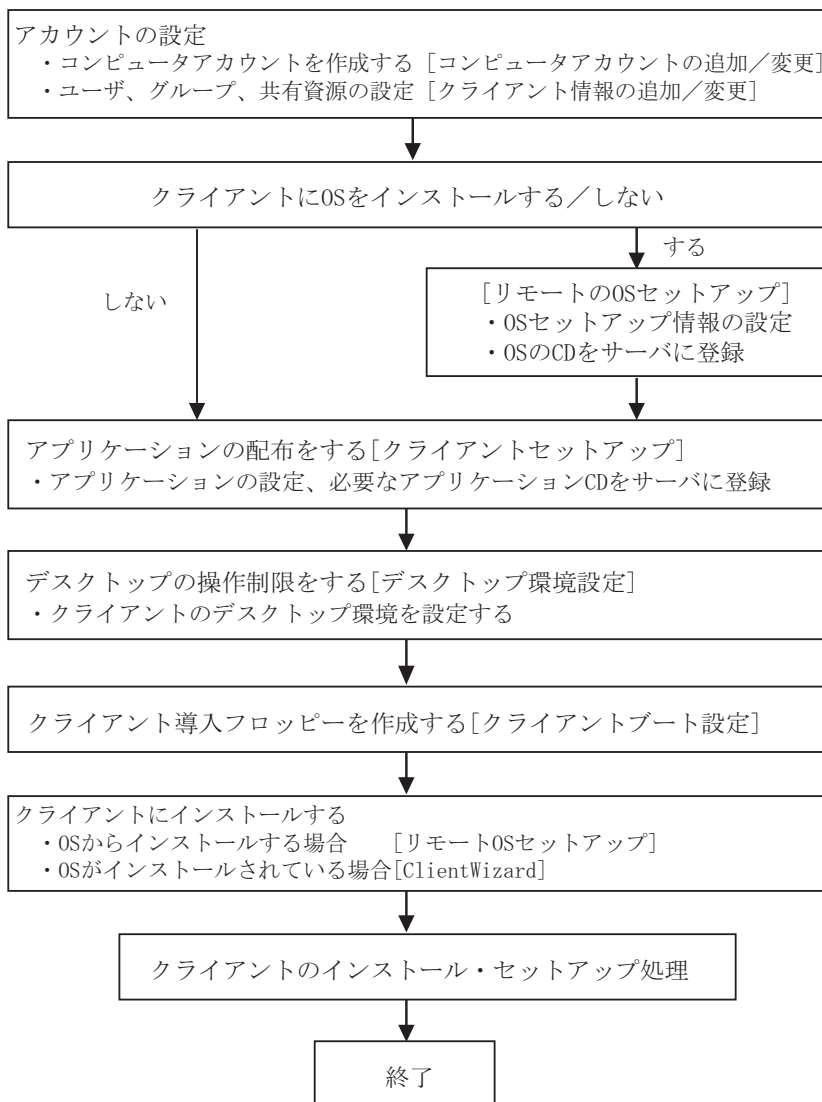 アカウントの設定
・コンピュータアカウントを作成する [コンピュータアカウントの追加／変更]
・ユーザ、グループ、共有資源の設定 [クライアント情報の追加／変更]
クライアントにOSをインストールする／しない
する
しない
[リモートのOSセットアップ]
・OSセットアップ情報の設定
・OSのCDをサーバに登録
アプリケーションの配布をする[クライアントセットアップ]
・アプリケーションの設定、必要なアプリケーションCDをサーバに登録
デスクトップの操作制限をする[デスクトップ環境設定]
・クライアントのデスクトップ環境を設定する
クライアント導入フロッピーを作成する[クライアントブート設定]
クライアントにインストールする
・OSからインストールする場合　　[リモートOSセットアップ]
・OSがインストールされている場合[ClientWizard]
クライアントのインストール・セットアップ処理
終了